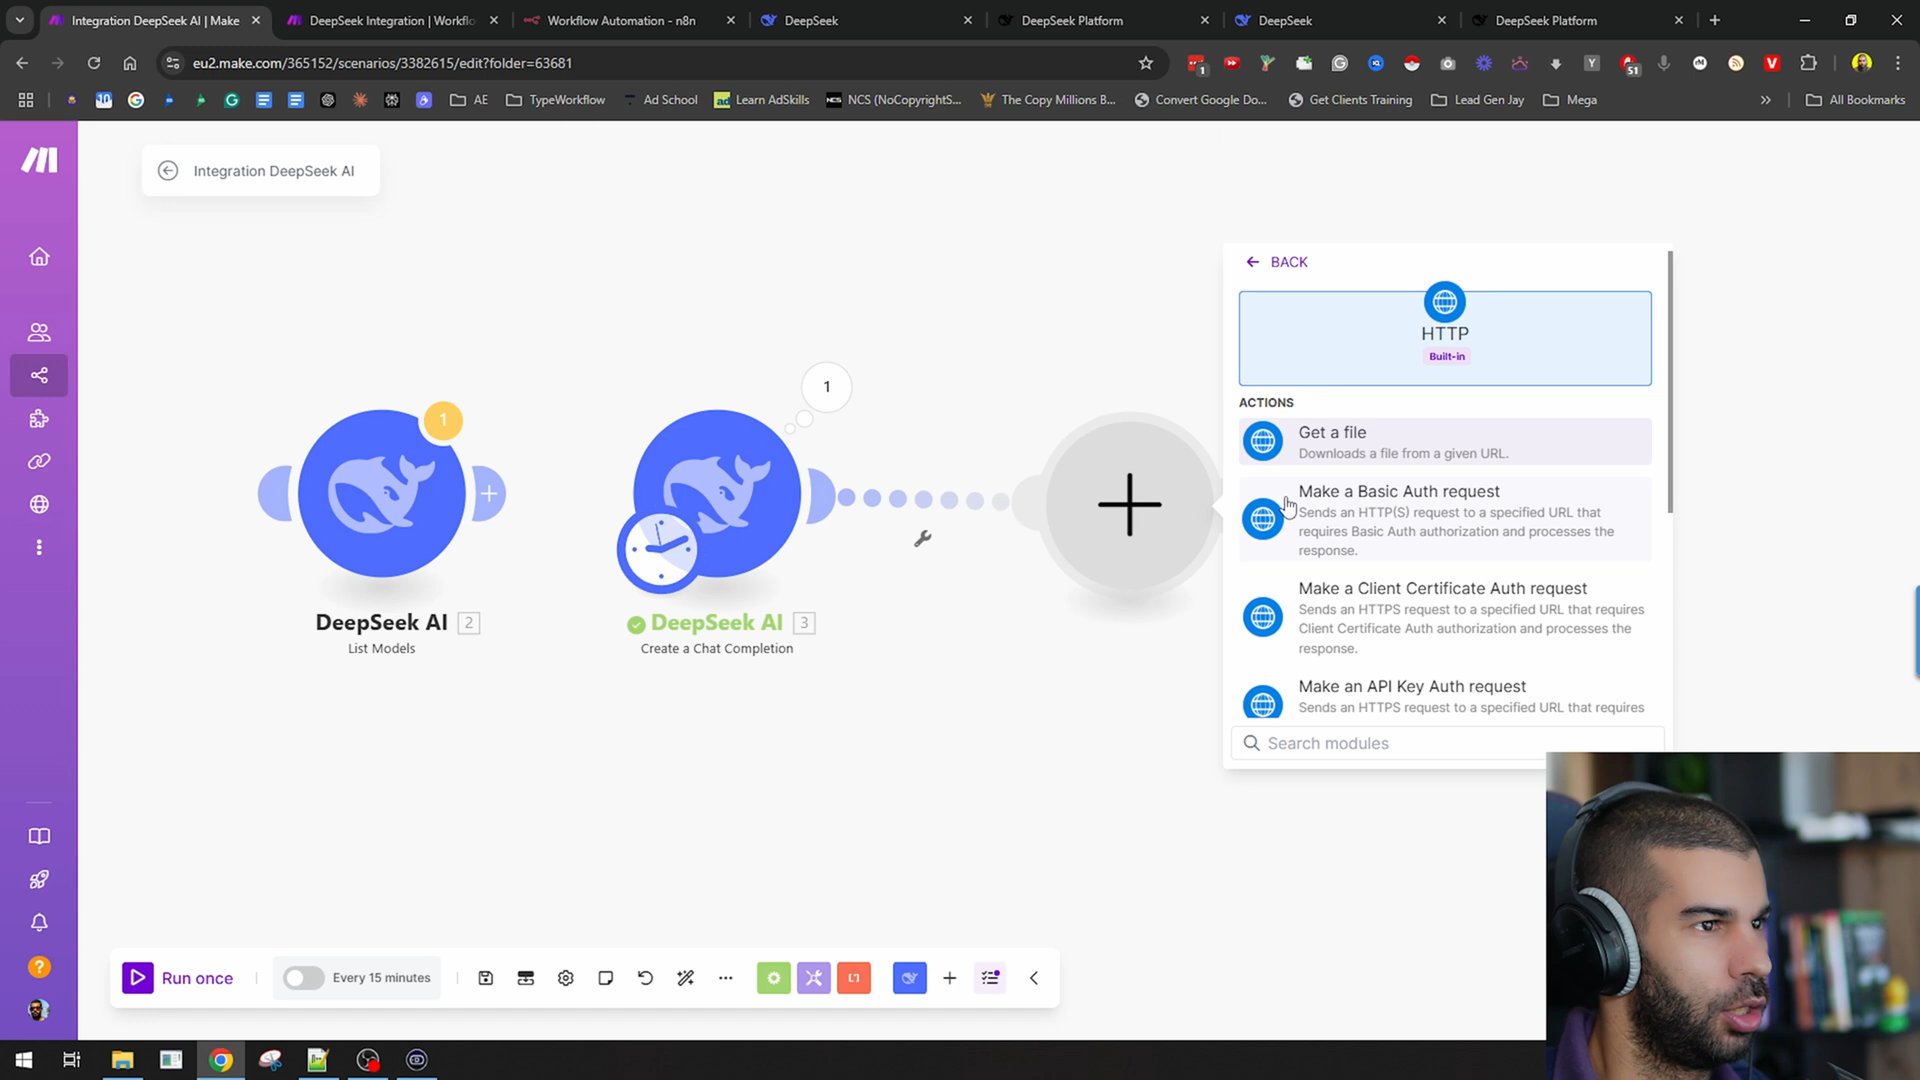 Integration DeepSeek AI | Make
DeepSeek Integration | Workflo
Workflow Automation - n8n
DeepSeek
DeepSeek Platform
DeepSeek
DeepSeek Platform
eu2.make.com/365152/scenarios/3382615/edit?folder=63681
1
51
AE
TypeWorkflow
Ad School
Learn AdSkills
NCS (NoCopyrightS...
The Copy Millions B...
Convert Google Do...
Get Clients Training
Lead Gen Jay
Mega
All Bookmarks
Integration DeepSeek AI
BACK
HTTP
Built-in
ACTIONS
Get a file
Downloads a file from a given URL.
Make a Basic Auth request
Sends an HTTP(S) request to a specified URL that
requires Basic Auth authorization and processes the
response.
Make a Client Certificate Auth request
Sends an HTTPS request to a specified URL that requires
Client Certificate Auth authorization and processes the
response.
Make an API Key Auth request
Sends an HTTPS request to a specified URL that requires
Search modules
1
1
DeepSeek AI 2
List Models
DeepSeek AI 3
Create a Chat Completion
Run once
Every 15 minutes